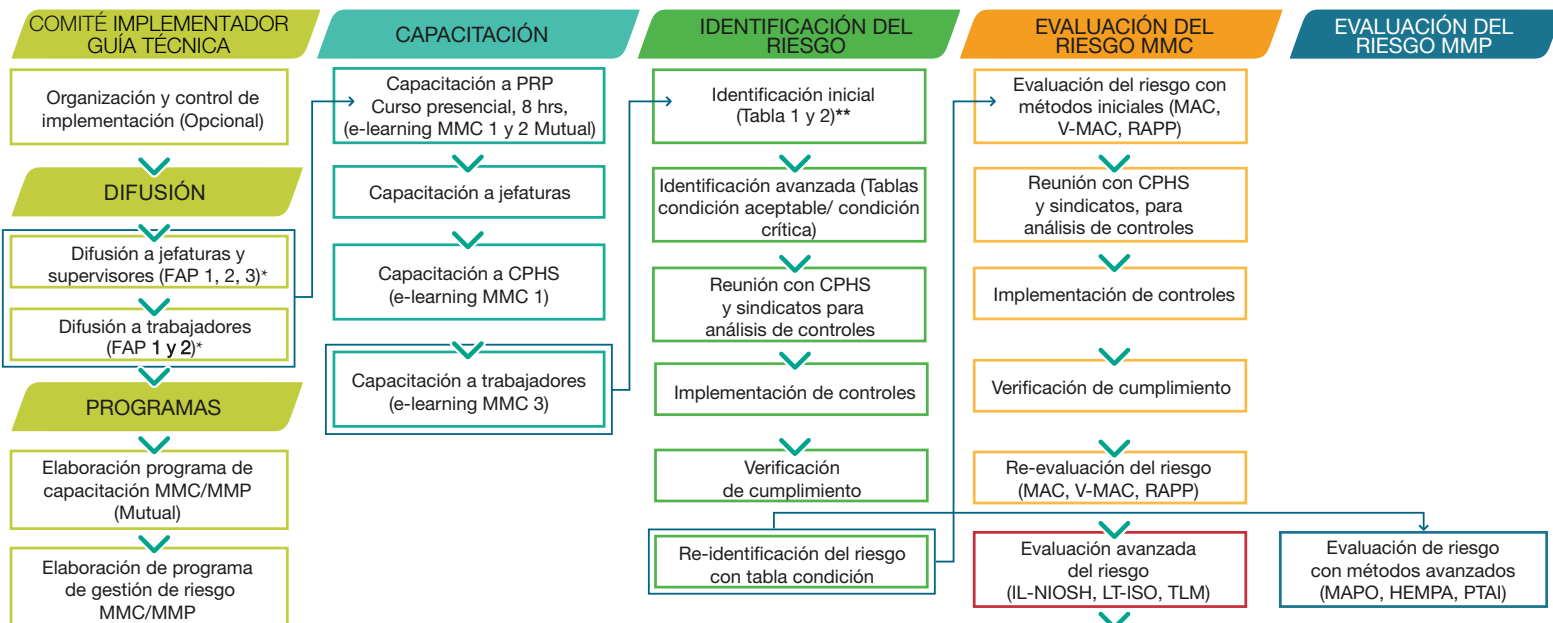 COMITÉ IMPLEMENTADOR
GUÍA TÉCNICA
Organización y control de
implementación (Opcional)
DIFUSIÓN
Difusión a jefaturas y
supervisores (FAP 1, 2, 3)*
Difusión a trabajadores
(FAP 1 y 2)*
PROGRAMAS
Elaboración programa de
capacitación MMC/MMP
(Mutual)
Elaboración de programa
de gestión de riesgo
MMC/MMP
CAPACITACIÓN
Capacitación a PRP
Curso presencial, 8 hrs,
(e-learning MMC 1 y 2 Mutual)
Capacitación a jefaturas
Capacitación a CPHS
(e-learning MMC 1)
Capacitación a trabajadores
(e-learning MMC 3)
IDENTIFICACIÓN DEL
RIESGO
Identificación inicial
(Tabla 1 y 2)**
Identificación avanzada (Tablas
condición aceptable/ condición
crítica)
Reunión con CPHS
y sindicatos para
análisis de controles
Implementación de controles
Verificación
de cumplimiento
Re-identificación del riesgo
con tabla condición
EVALUACIÓN DEL
RIESGO MMC
Evaluación del riesgo con
métodos iniciales (MAC,
V-MAC, RAPP)
Reunión con CPHS
y sindicatos, para
análisis de controles
Implementación de controles
Verificación de cumplimiento
Re-evaluación del riesgo
(MAC, V-MAC, RAPP)
Evaluación avanzada
del riesgo
(IL-NIOSH, LT-ISO, TLM)
EVALUACIÓN DEL
RIESGO MMP
Evaluación de riesgo
con métodos avanzados
(MAPO, HEMPA, PTAI)